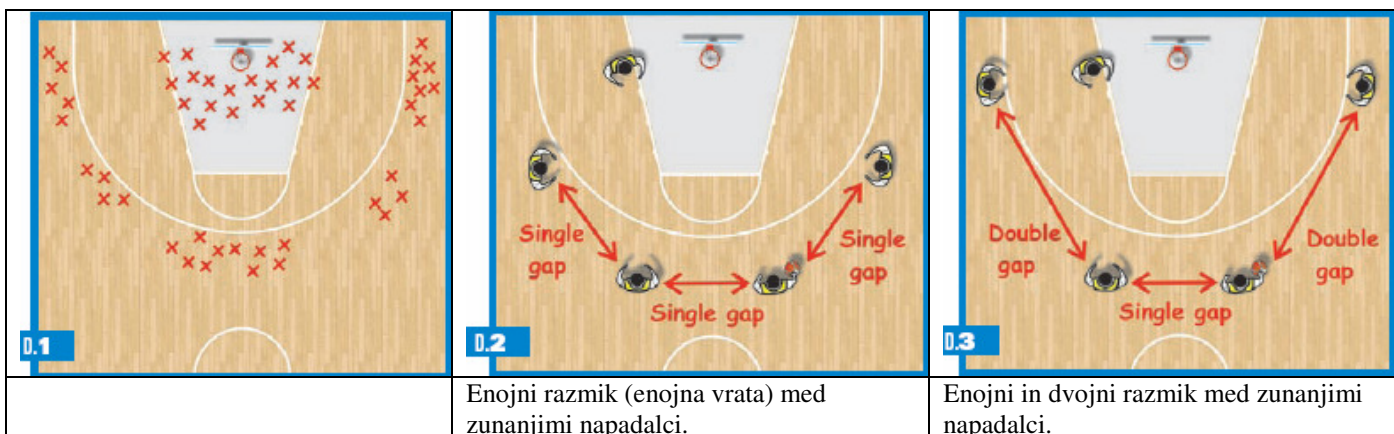 D.1
Single
gap
Single
gap
Single gap
D.2
Double
gap
Double
gap
Single gap
D.3
Enojni razmik (enojna vrata) med
zunanjimi napadalci.
Enojni in dvojni razmik med zunanjimi
napadalci.